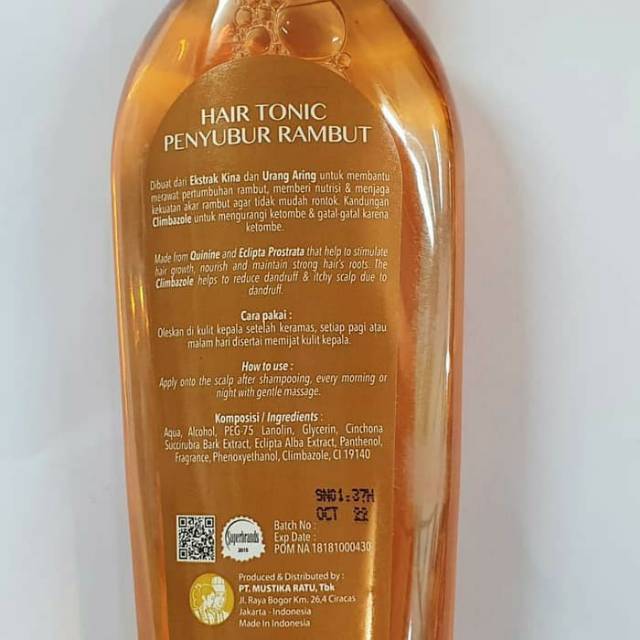 HAIR TONIC
PENYUBUR RAMBUT
Dibuat dari Ekstrak Kina dan Urang Aring untuk membantu
merawat pertumbuhan rambut, memberi nutrisi & menjaga
kekuatan akar rambut agar tidak mudah rontok. Kandungan
Climbazole untuk mengurangi ketombe & gatal-gatal karena
ketombe.
Made from Quinine and Eclipta Prostrata that help to stimulate
hair growth, nourish and maintain strong hair's roots. The
Climbazole helps to reduce dandruff & itchy scalp due to
dandruff.
Cara pakai :
Oleskan di kulit kepala setelah keramas, setiap pagi atau
malam hari disertai memijat kulit kepala.
How to use :
Apply onto the scalp after shampooing, every morning or
night with gentle massage.
Komposisi / Ingredients :
Aqua, Alcohol, PEG-75 Lanolin, Glycerin, Cinchona
Succirubra Bark Extract, Eclipta Alba Extract, Panthenol,
Fragrance, Phenoxyethanol, Climbazole, CI 19140
SN01:37H
OCT 22
Batch No :
Exp Date :
POM NA 18181000430
Superbrands
2018
Produced & Distributed by :
PT. MUSTIKA RATU, Tbk
Jl. Raya Bogor Km. 26,4 Ciracas
Jakarta - Indonesia
Made In Indonesia